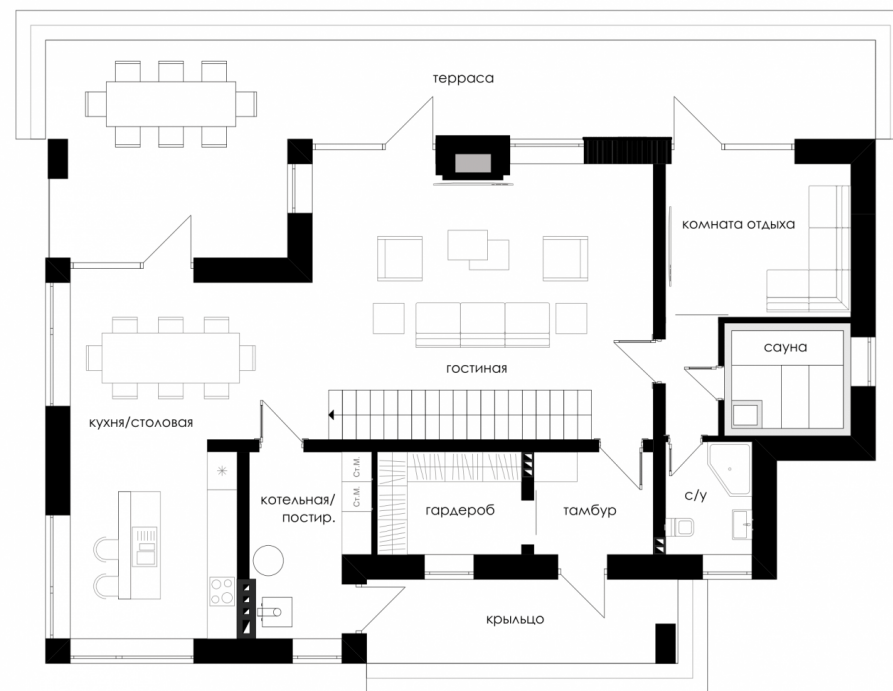 терраса
комната отдыха
сауна
гостиная
кухня/столовая
Ст.М.
Ст.М.
котельная/
постир.
гардероб
тамбур
с/у
крыльцо